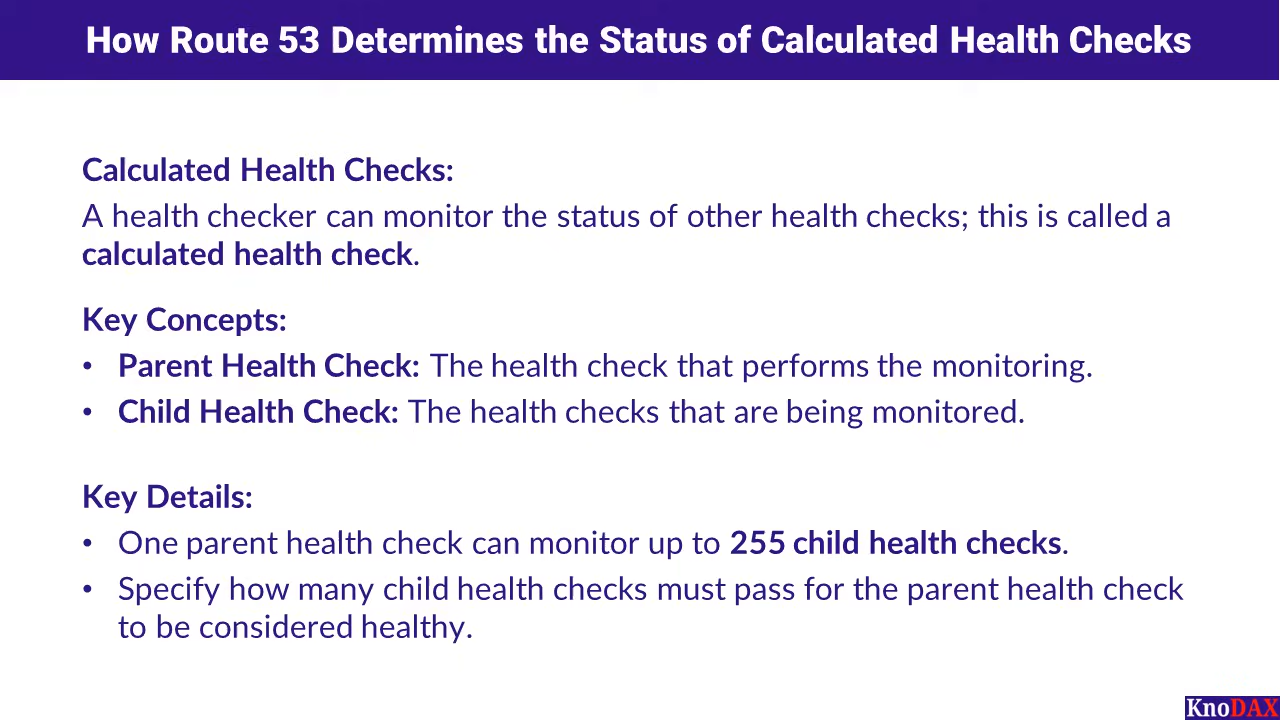 How Route 53 Determines the Status of Calculated Health Checks
Calculated Health Checks:
A health checker can monitor the status of other health checks; this is called a
calculated health check.
Key Concepts:
• Parent Health Check: The health check that performs the monitoring.
• Child Health Check: The health checks that are being monitored.
Key Details:
• One parent health check can monitor up to 255 child health checks.
• Specify how many child health checks must pass for the parent health check
to be considered healthy.
KnoDAX